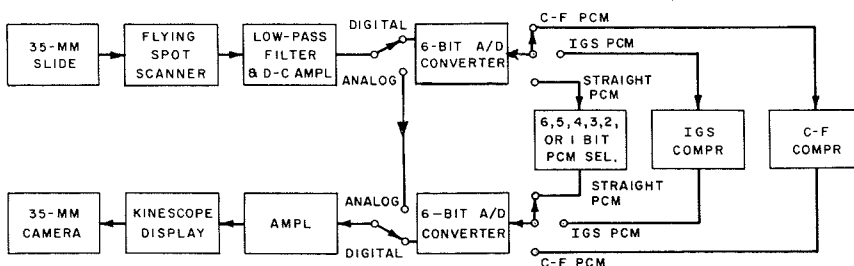 35-MM
SLIDE
FLYING
SPOT
SCANNER
LOW-PASS
FILTER
& D-C AMPL
DIGITAL
ANALOG
6-BIT A/D
CONVERTER
C-F PCM
IGS PCM
STRAIGHT
PCM
6,5,4,3,2,
OR 1 BIT
PCM SEL.
IGS
COMPR
C-F
COMPR
35-MM
CAMERA
KINESCOPE
DISPLAY
AMPL
ANALOG
DIGITAL
6-BIT A/D
CONVERTER
STRAIGHT
PCM
IGS PCM
C-F PCM